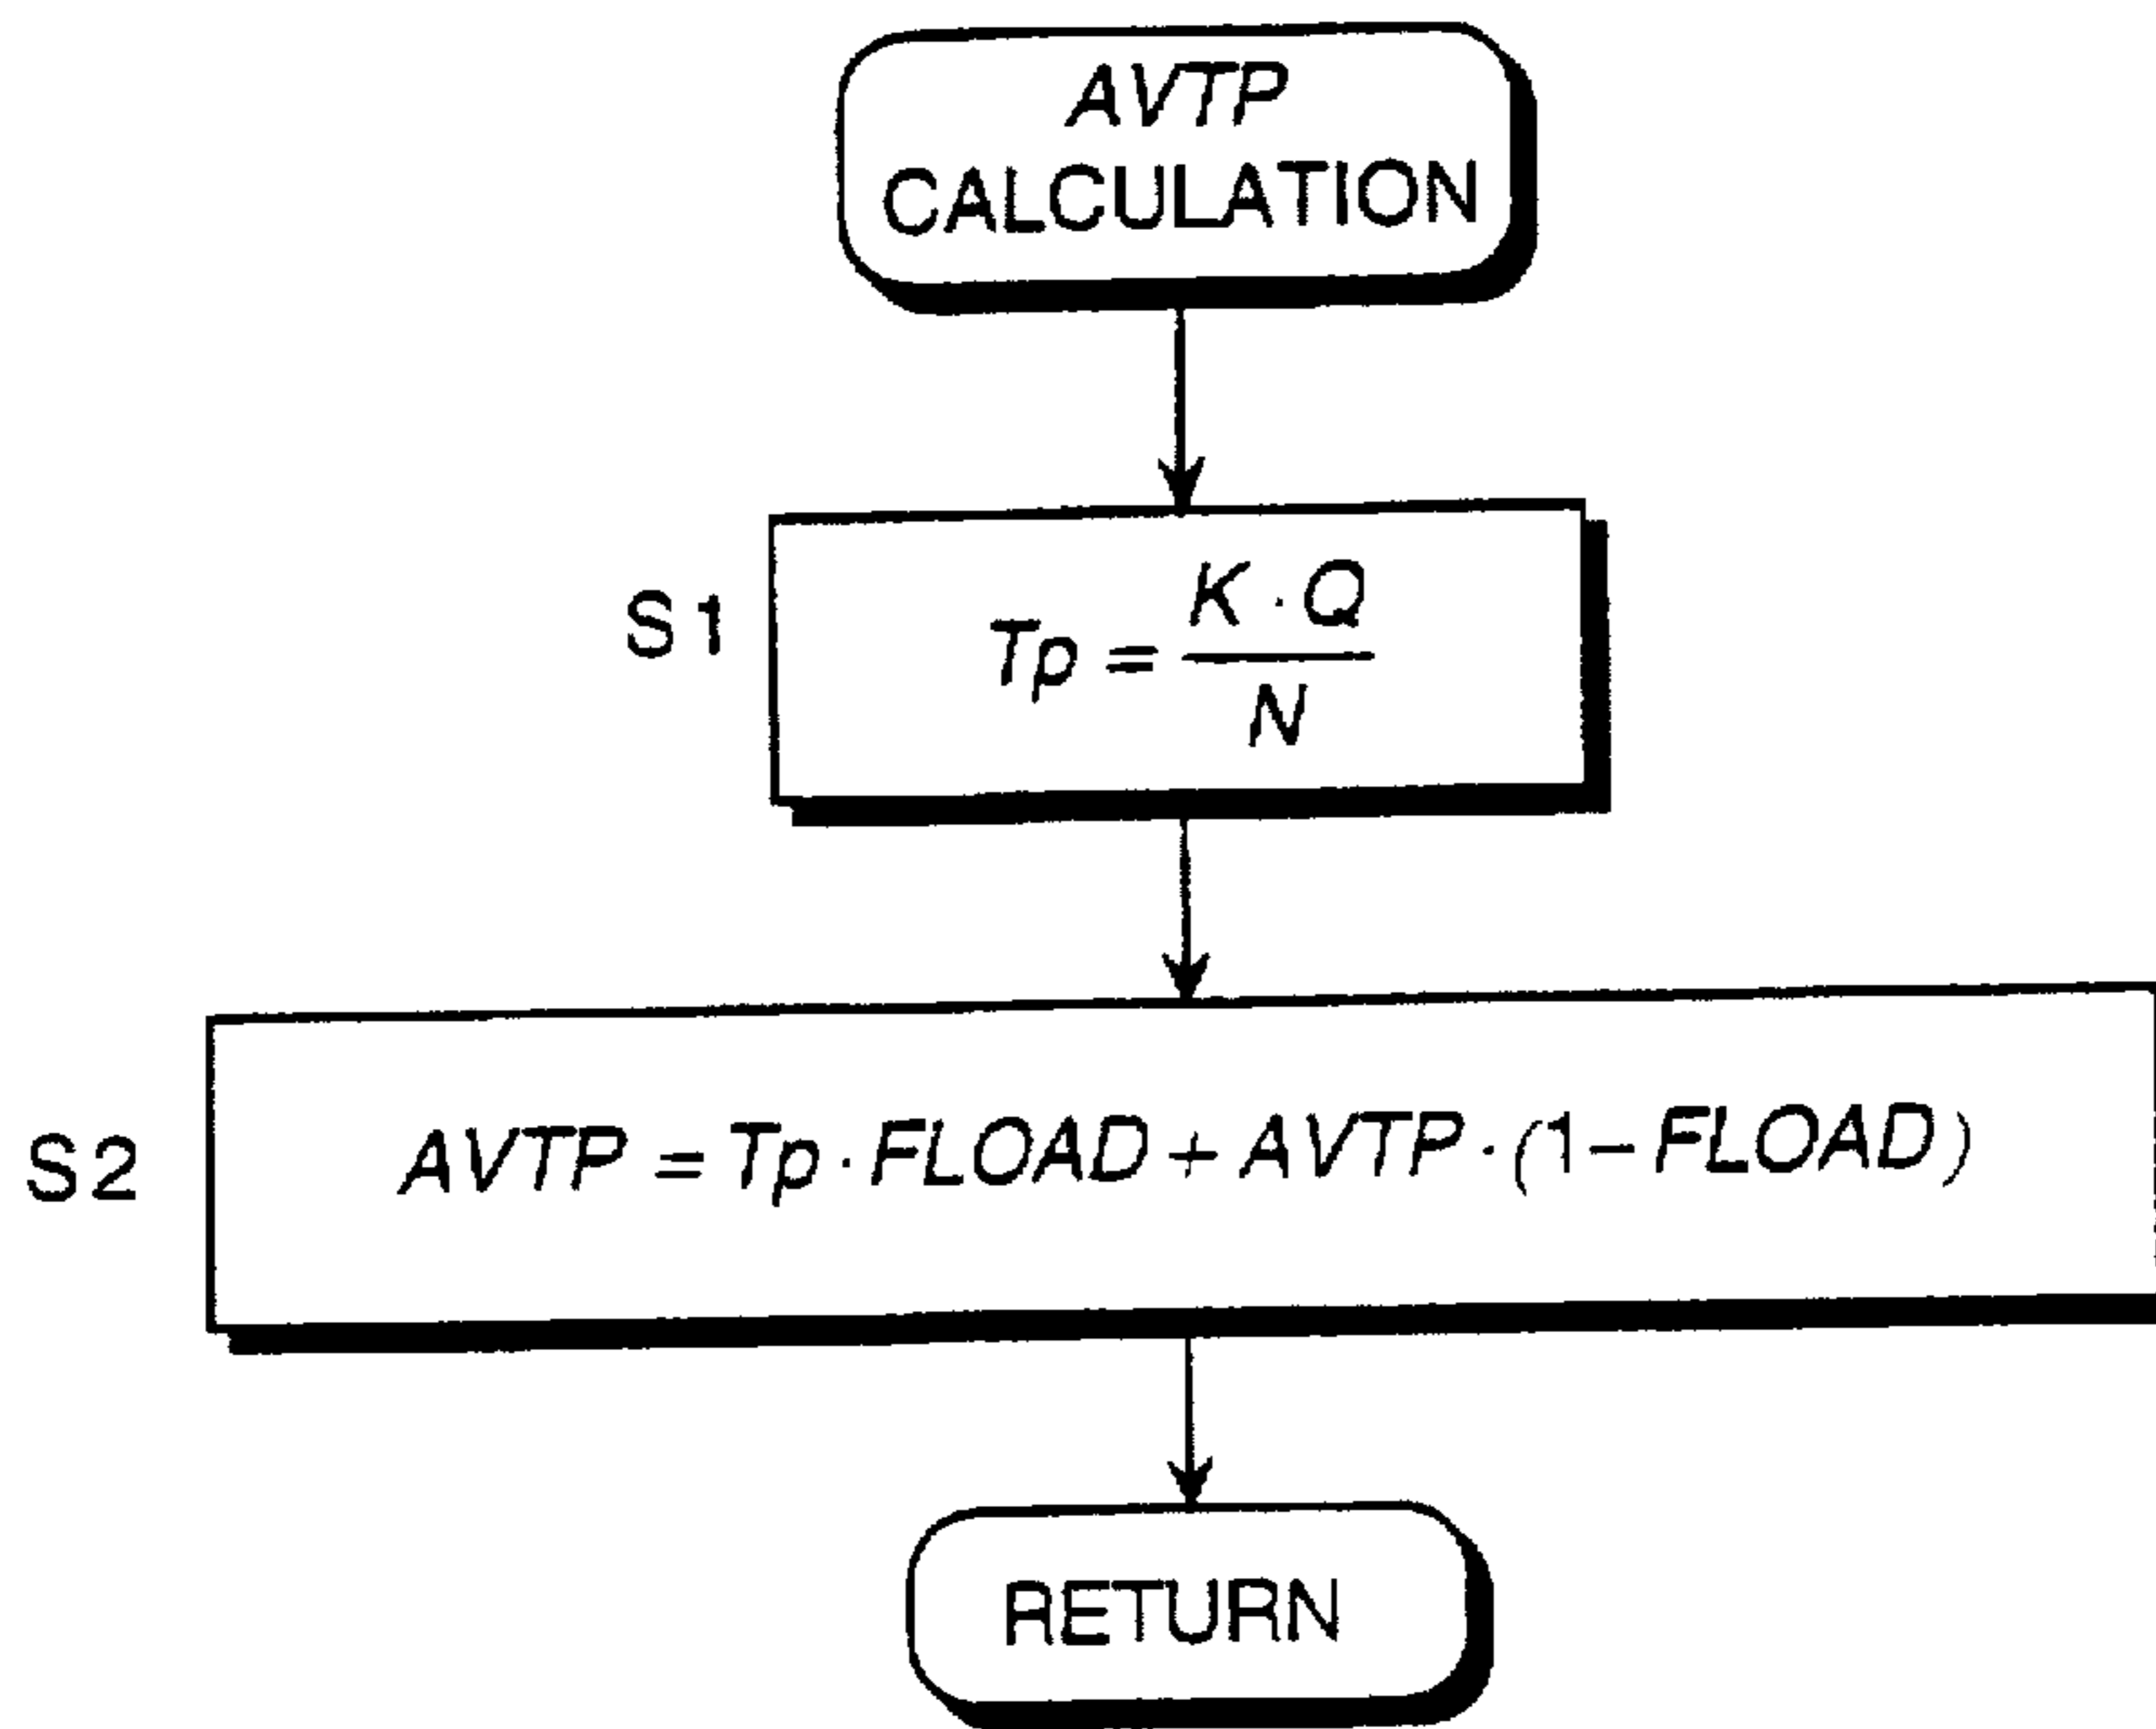 AVTP
CALCULATION
S1
Tp = K · Q / N
S2
AVTP = Tp · FLOAD + AVTP · (1 – FLOAD)
RETURN